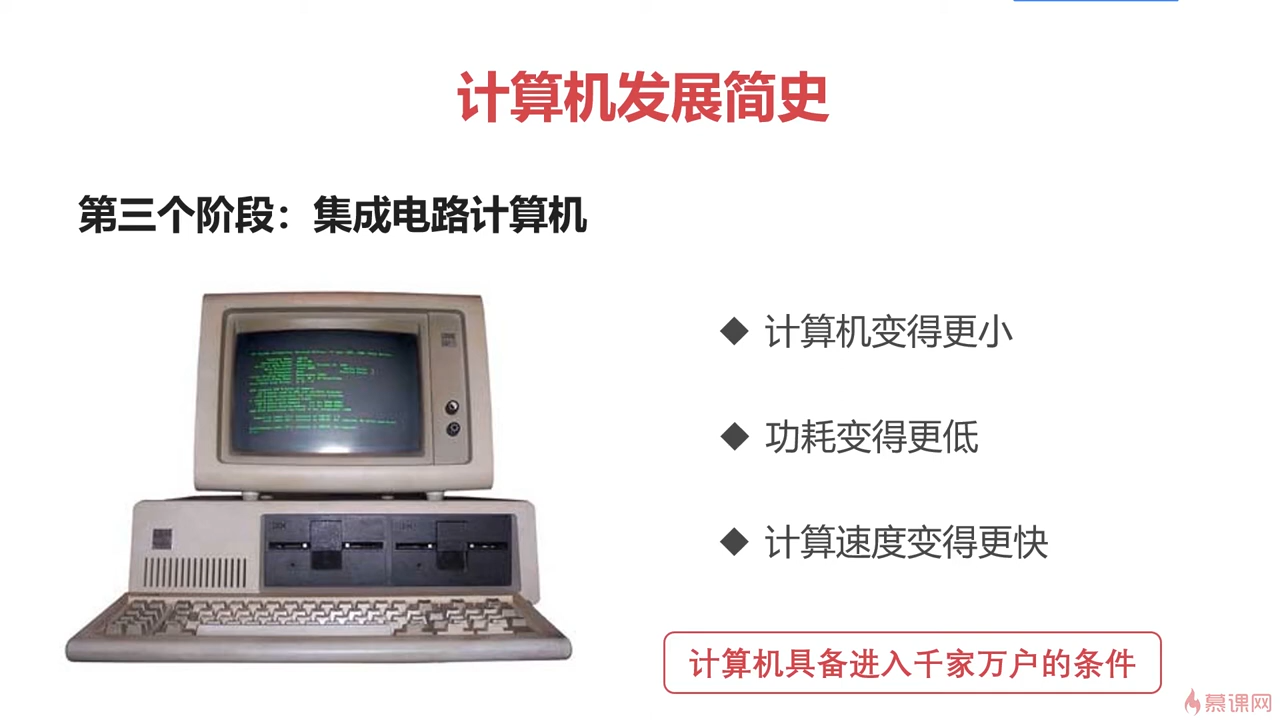 计算机发展简史
第三个阶段：集成电路计算机
◆ 计算机变得更小
◆ 功耗变得更低
◆ 计算速度变得更快
计算机具备进入千家万户的条件
慕课网